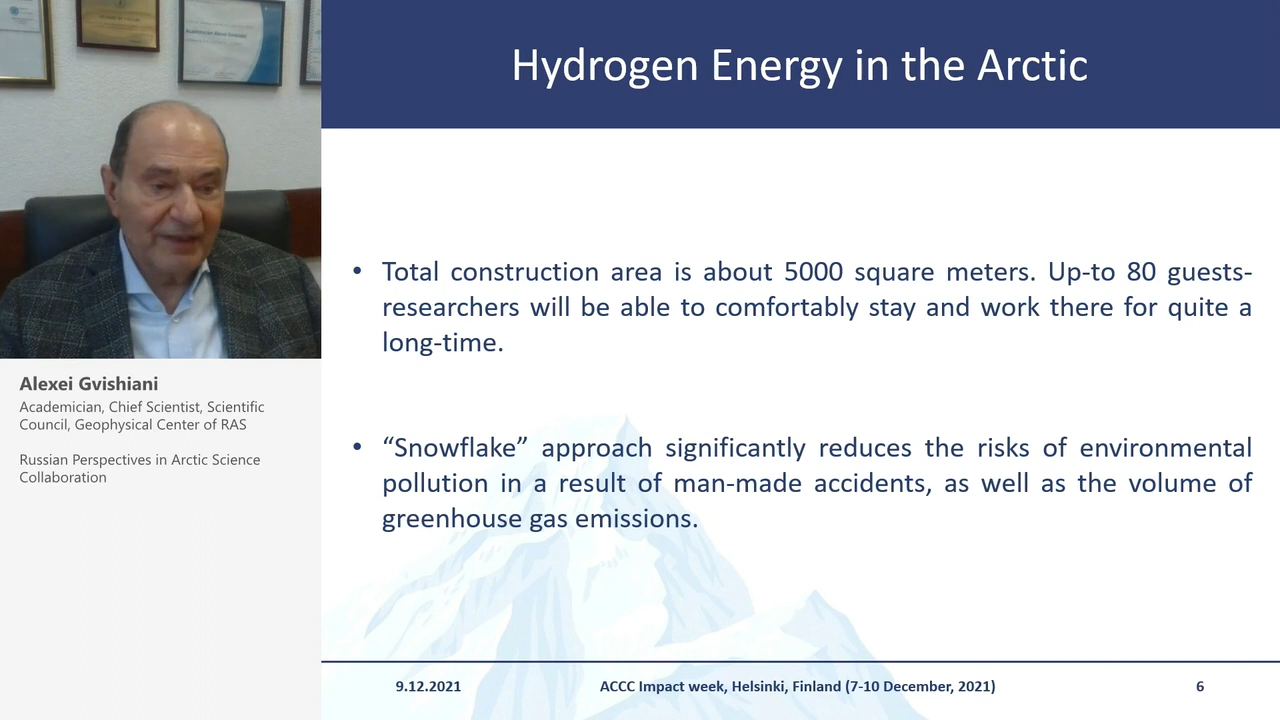 Hydrogen Energy in the Arctic
• Total construction area is about 5000 square meters. Up-to 80 guests-
researchers will be able to comfortably stay and work there for quite a
long-time.
• “Snowflake” approach significantly reduces the risks of environmental
pollution in a result of man-made accidents, as well as the volume of
greenhouse gas emissions.
Alexei Gvishiani
Academician, Chief Scientist, Scientific
Council, Geophysical Center of RAS
Russian Perspectives in Arctic Science
Collaboration
9.12.2021
ACCC Impact week, Helsinki, Finland (7-10 December, 2021)
6